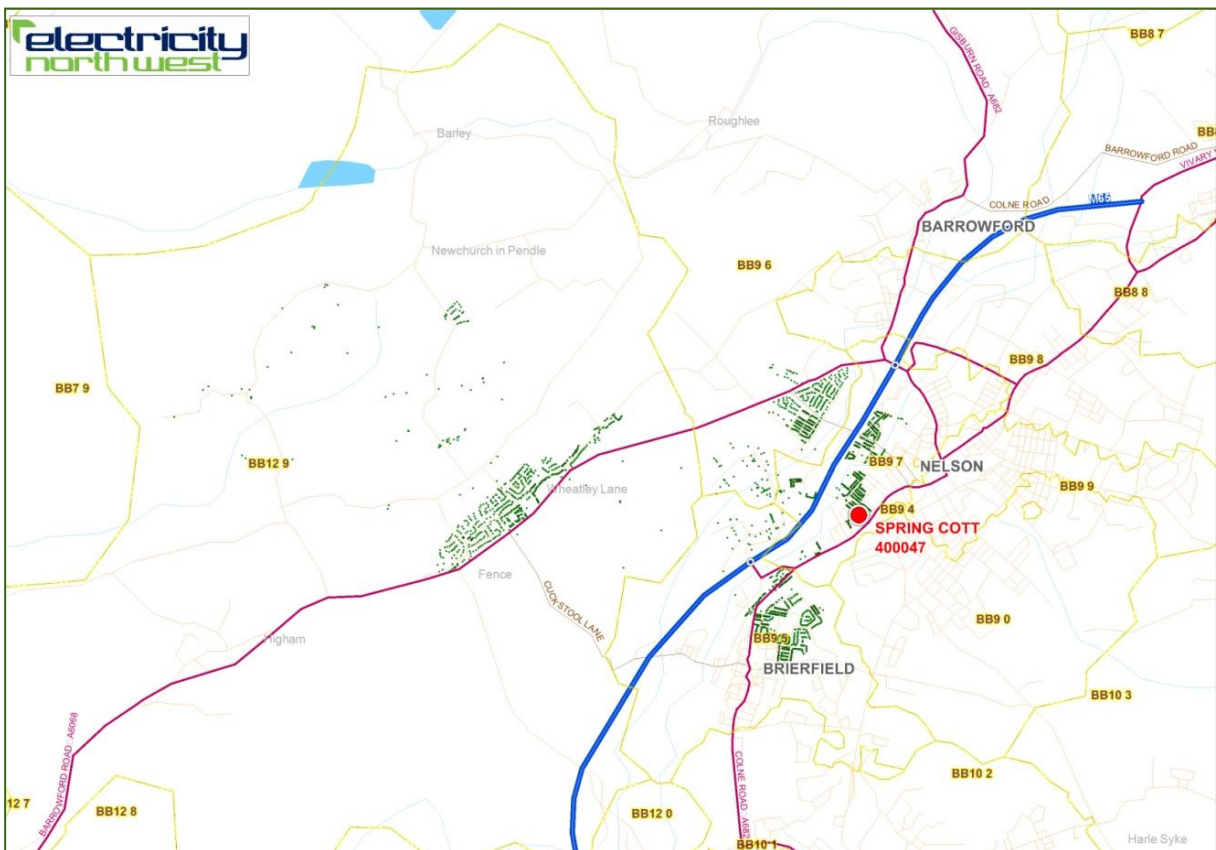 electricity
north west
BB8 7
GISBURN ROAD A682
Roughlee
Barley
BARROWFORD ROAD
COLNE ROAD
M65
BARROWFORD
Newchurch in Pendle
BB9 6
BB8 8
BB9 8
BB7 9
BB12 9
BB9 7
NELSON
Wheatley Lane
BB9 9
BB9 4
SPRING COTT
400047
Fence
CUCKSTOOL LANE
BB9 0
Higham
BB9 5
BRIERFIELD
BB10 3
BARROWFORD ROAD A6068
COLNE ROAD A682
BB10 2
12 7
BB12 8
BB12 0
BB10 1
Harle Syke